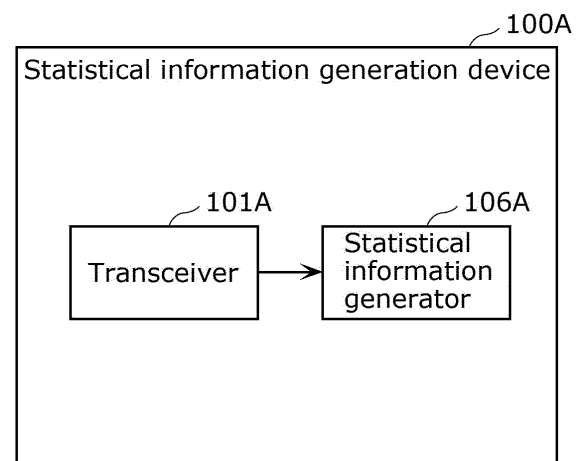 100A
Statistical information generation device
101A
106A
Transceiver
Statistical
information
generator